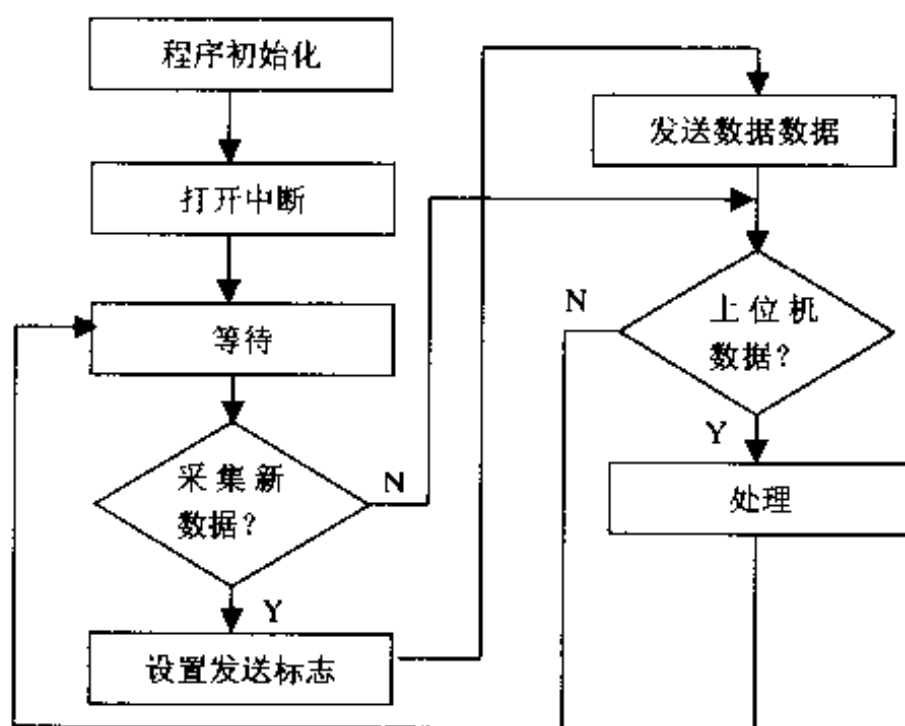 程序初始化
打开中断
等待
采集新
数据?
N
Y
设置发送标志
发送数据数据
上位机
数据?
N
Y
处理